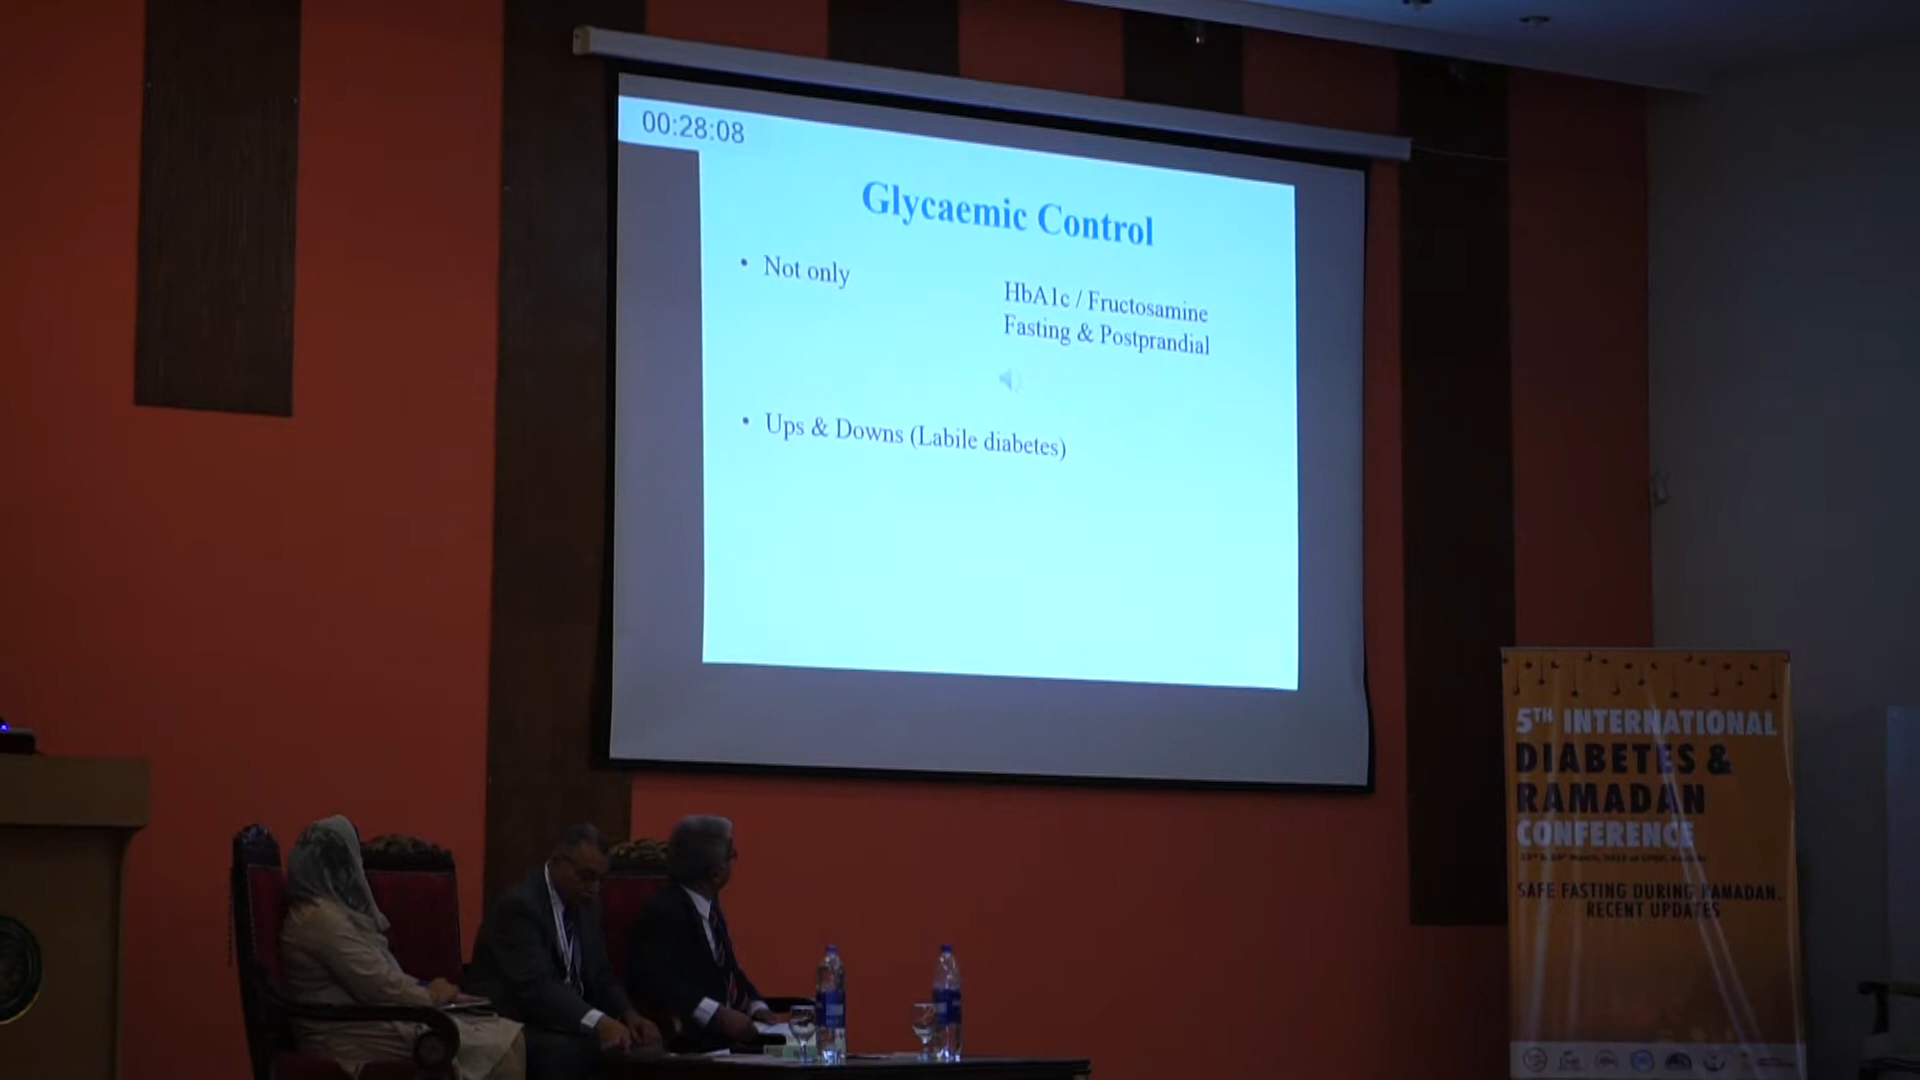 00:28:08
Glycaemic Control
• Not only
HbA1c / Fructosamine
Fasting & Postprandial
• Ups & Downs (Labile diabetes)
5TH INTERNATIONAL
DIABETES &
RAMADAN
CONFERENCE
SAFE FASTING DURING RAMADAN..
RECENT UPDATES